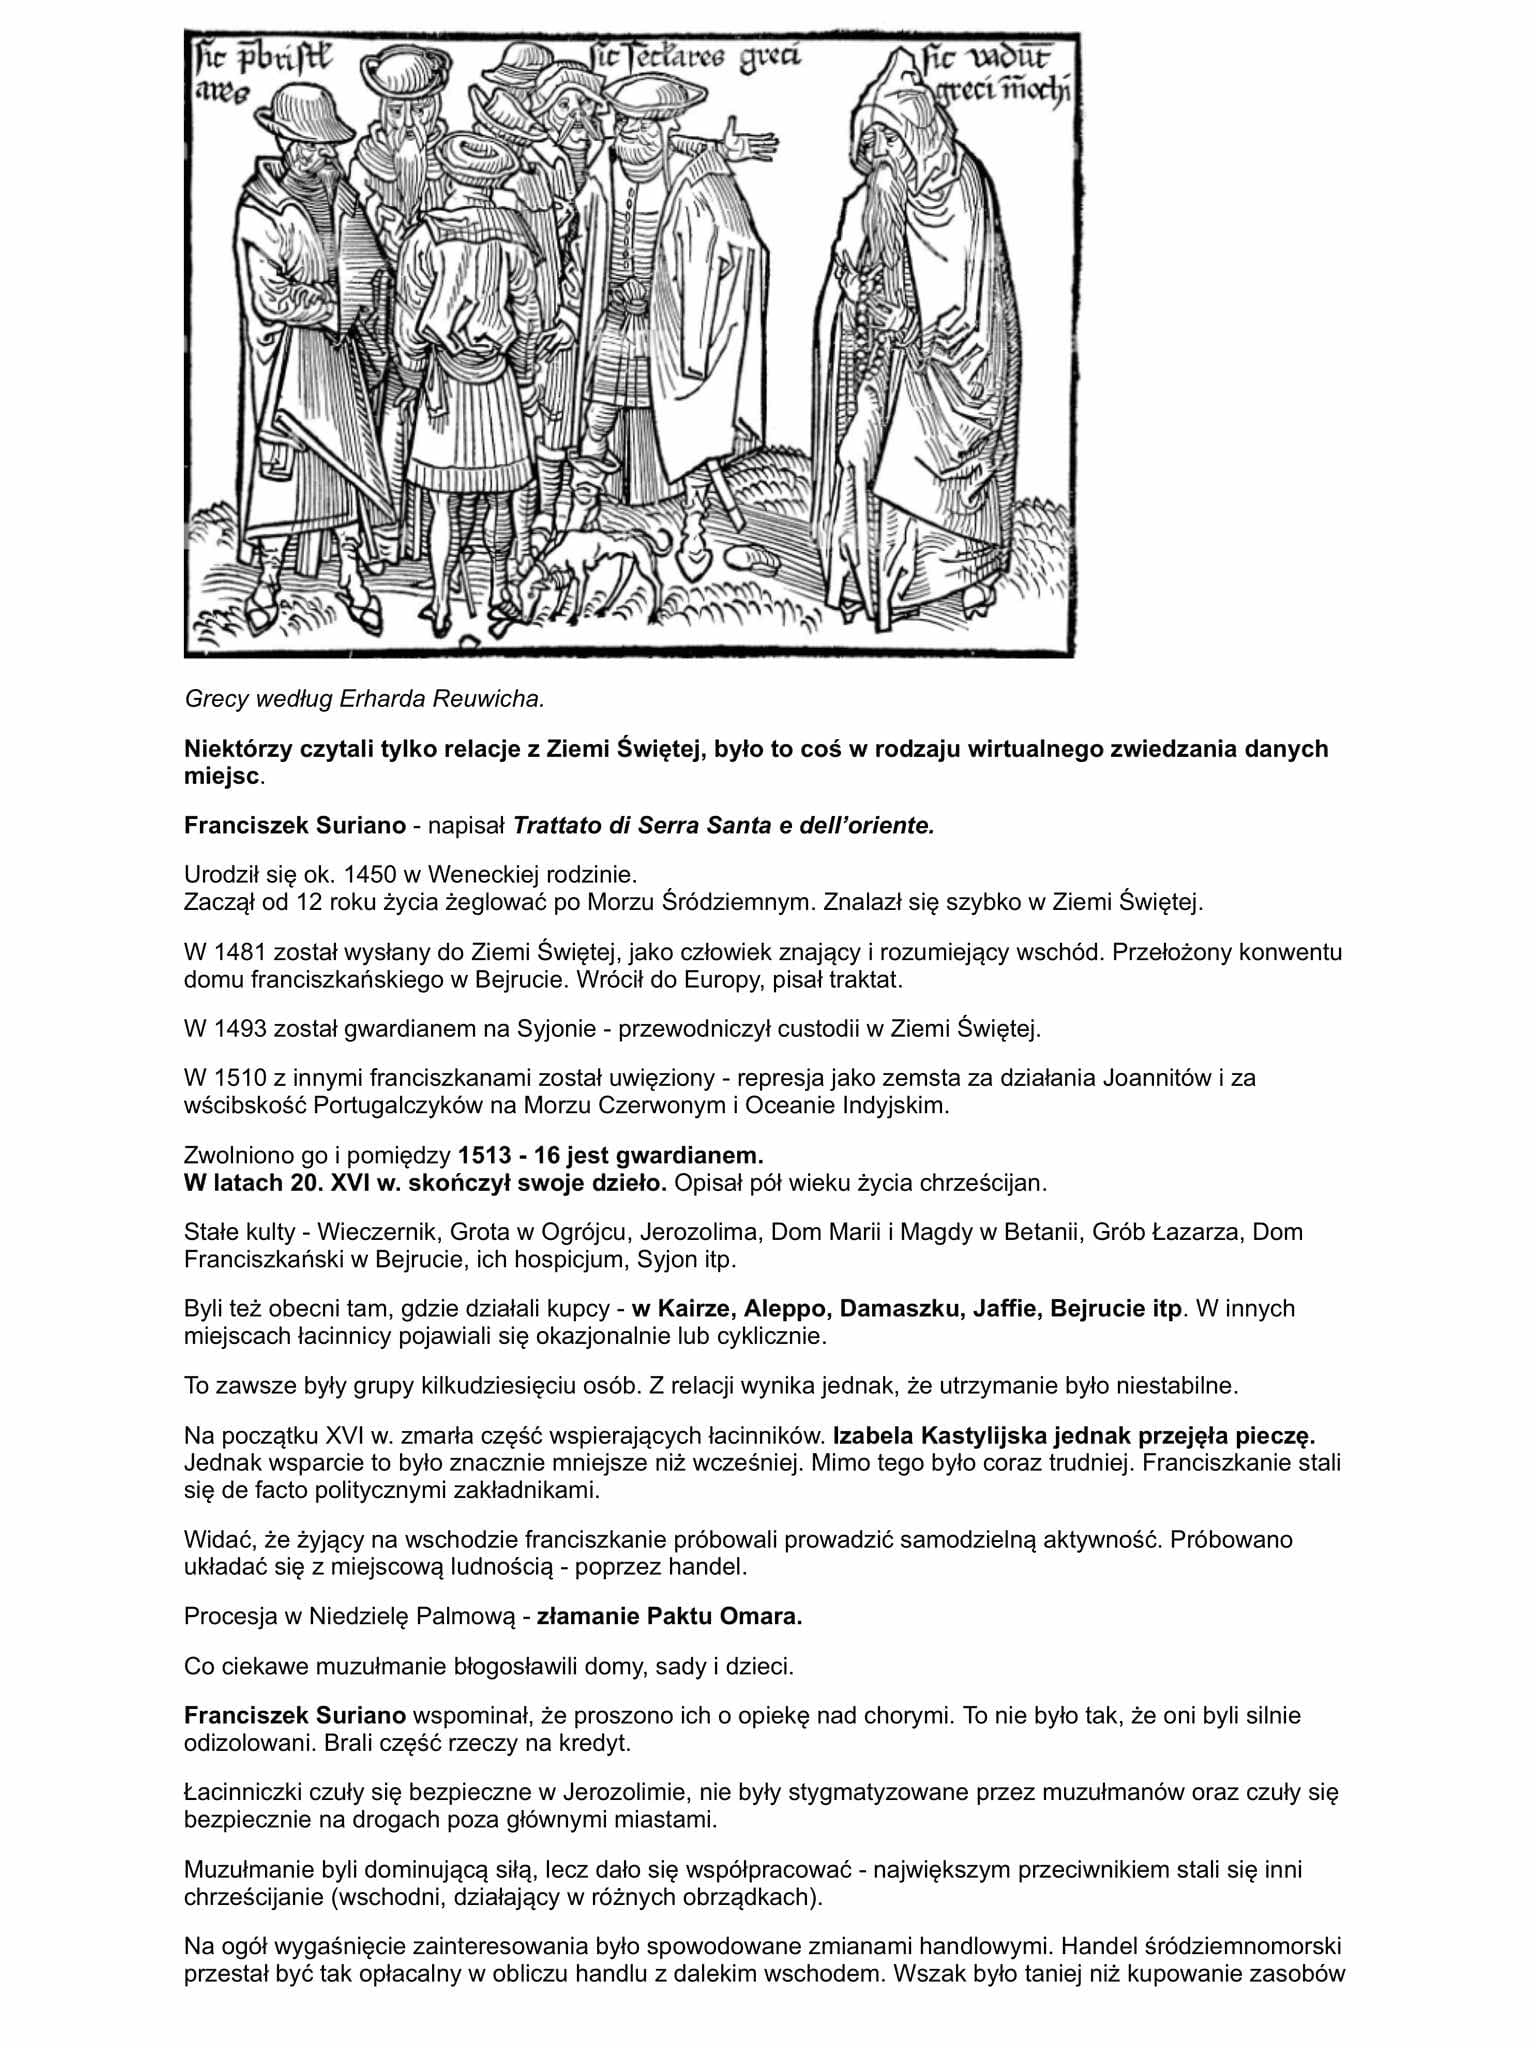 sic
sic
greci
sic
greci
Grecy według Erharda Reuwicha.
Niektórzy czytali tylko relacje z Ziemi Świętej, było to coś w rodzaju wirtualnego zwiedzania danych
miejsc.
Franciszek Suriano - napisał Trattato di Serra Santa e dell’oriente.
Urodził się ok. 1450 w Weneckiej rodzinie.
Zaczął od 12 roku życia żeglować po Morzu Śródziemnym. Znalazł się szybko w Ziemi Świętej.
W 1481 został wysłany do Ziemi Świętej, jako człowiek znający i rozumiejący wschód. Przełożony konwentu
domu franciszkańskiego w Bejrucie. Wrócił do Europy, pisał traktat.
W 1493 został gwardianem na Syjonie - przewodniczył custodii w Ziemi Świętej.
W 1510 z innymi franciszkanami został uwięziony - represja jako zemsta za działania Joannitów i za
wścibskość Portugalczyków na Morzu Czerwonym i Oceanie Indyjskim.
Zwolniono go i pomiędzy 1513 - 16 jest gwardianem.
W latach 20. XVI w. skończył swoje dzieło. Opisał pół wieku życia chrześcijan.
Stałe kulty - Wieczernik, Grota w Ogrójcu, Jerozolima, Dom Marii i Magdy w Betanii, Grób Łazarza, Dom
Franciszkański w Bejrucie, ich hospicjum, Syjon itp.
Byli też obecni tam, gdzie działali kupcy - w Kairze, Aleppo, Damaszku, Jaffie, Bejrucie itp. W innych
miejscach łacinnicy pojawiali się okazjonalnie lub cyklicznie.
To zawsze były grupy kilkudziesięciu osób. Z relacji wynika jednak, że utrzymanie było niestabilne.
Na początku XVI w. zmarła część wspierających łacinników. Izabela Kastylijska jednak przejęła pieczę.
Jednak wsparcie to było znacznie mniejsze niż wcześniej. Mimo tego było coraz trudniej. Franciszkanie stali
się de facto politycznymi zakładnikami.
Widać, że żyjący na wschodzie franciszkanie próbowali prowadzić samodzielną aktywność. Próbowano
układać się z miejscową ludnością - poprzez handel.
Procesja w Niedzielę Palmową - złamanie Paktu Omara.
Co ciekawe muzułmanie błogosławili domy, sady i dzieci.
Franciszek Suriano wspominał, że proszono ich o opiekę nad chorymi. To nie było tak, że oni byli silnie
odizolowani. Brali część rzeczy na kredyt.
Łacinniczki czuły się bezpieczne w Jerozolimie, nie były stygmatyzowane przez muzułmanów oraz czuły się
bezpiecznie na drogach poza głównymi miastami.
Muzułmanie byli dominującą siłą, lecz dało się współpracować - największym przeciwnikiem stali się inni
chrześcijanie (wschodni, działający w różnych obrządkach).
Na ogół wygaśnięcie zainteresowania było spowodowane zmianami handlowymi. Handel śródziemnomorski
przestał być tak opłacalny w obliczu handlu z dalekim wschodem. Wszak było taniej niż kupowanie zasobów